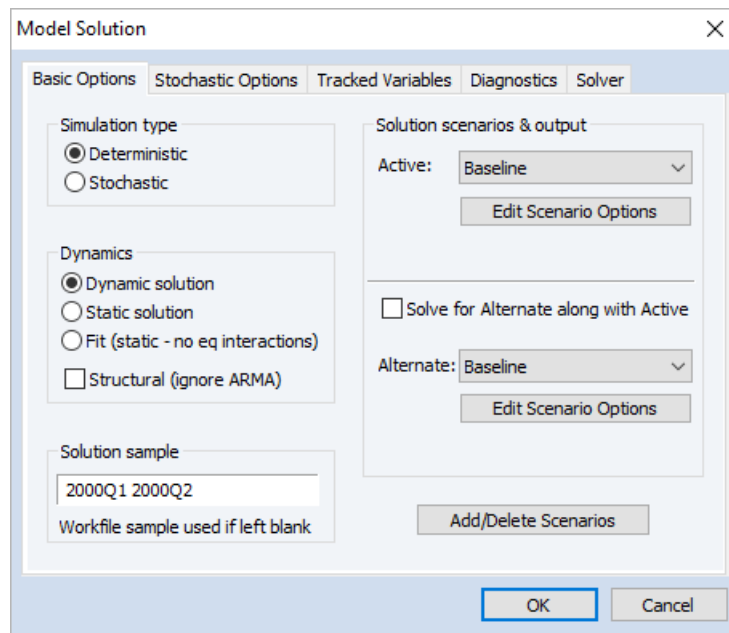 Model Solution
Basic Options
Stochastic Options
Tracked Variables
Diagnostics
Solver
Simulation type
Deterministic
Stochastic
Dynamics
Dynamic solution
Static solution
Fit (static - no eq interactions)
Structural (ignore ARMA)
Solution sample
2000Q1 2000Q2
Workfile sample used if left blank
Solution scenarios & output
Active:
Baseline
Edit Scenario Options
Solve for Alternate along with Active
Alternate:
Baseline
Edit Scenario Options
Add/Delete Scenarios
OK
Cancel